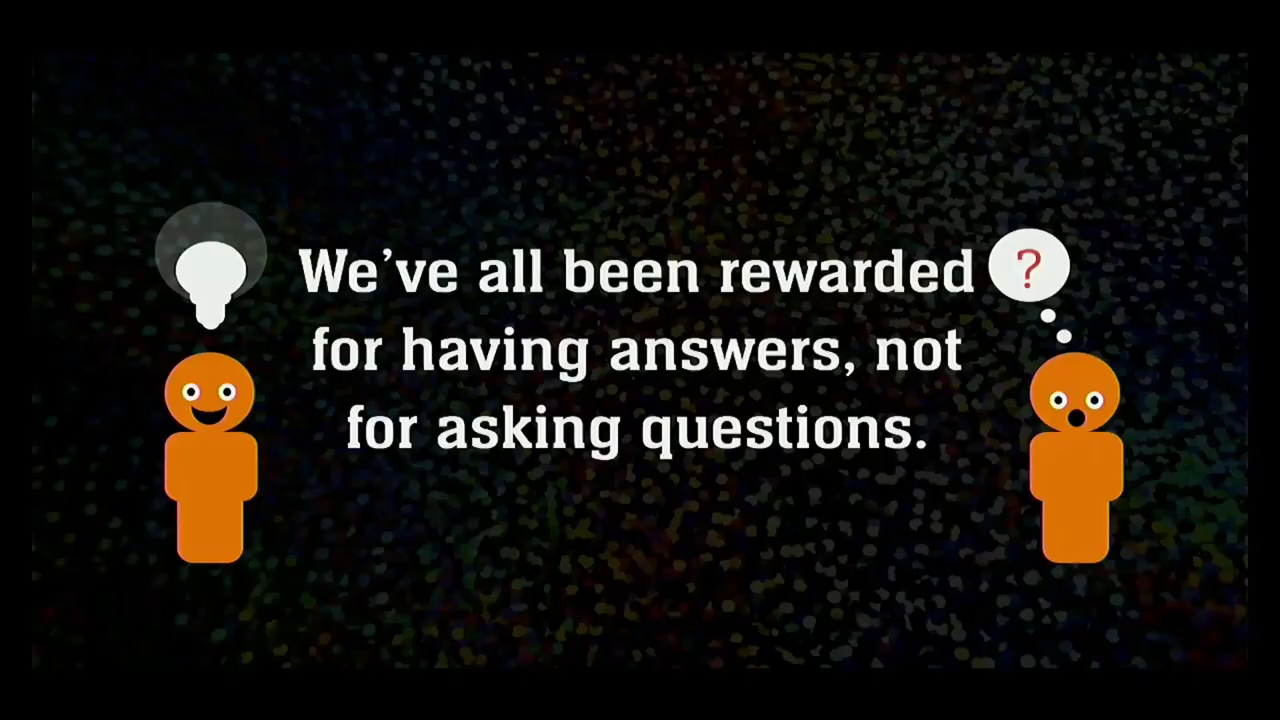 We've all been rewarded
for having answers, not
for asking questions.
?